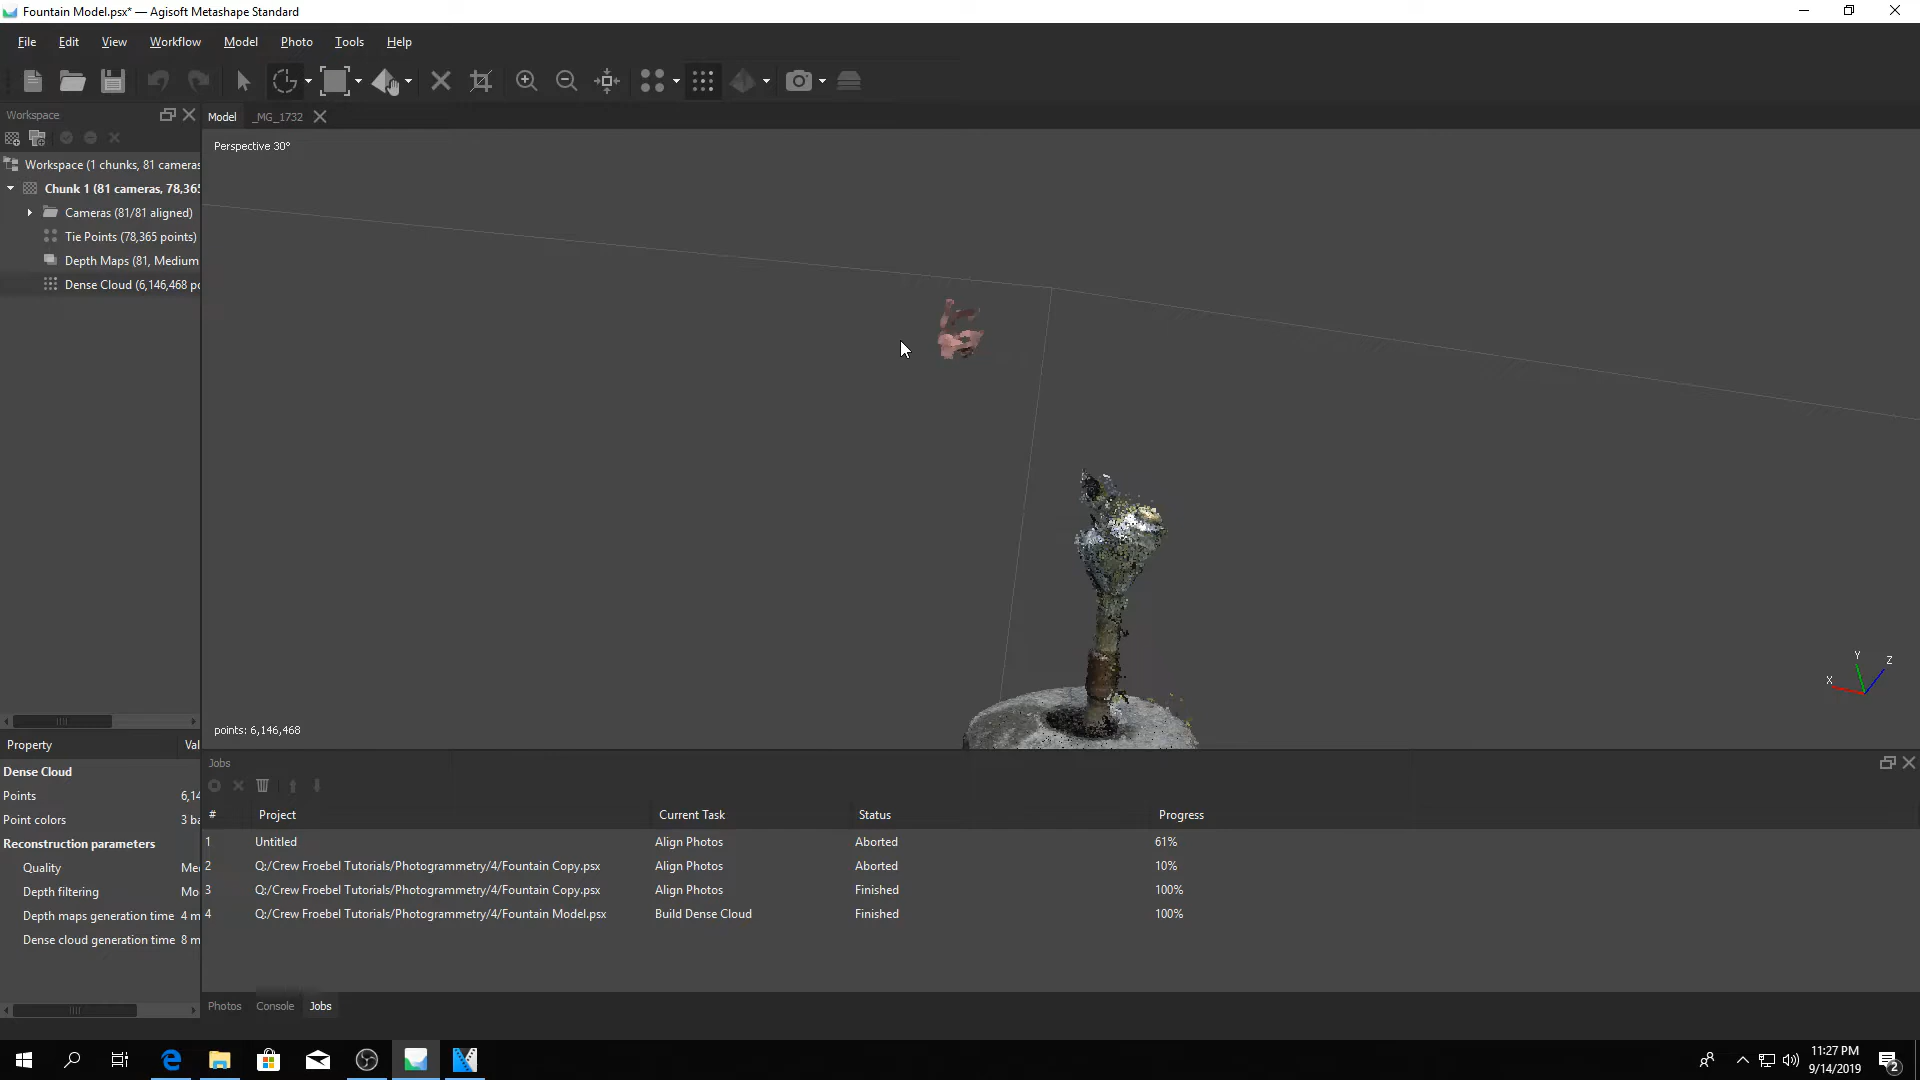 Fountain Model.psx* — Agisoft Metashape Standard
File Edit View Workflow Model Photo Tools Help
Workspace
Model _MG_1732
Perspective 30°
Workspace (1 chunks, 81 cameras
Chunk 1 (81 cameras, 78,365
Cameras (81/81 aligned)
Tie Points (78,365 points)
Depth Maps (81, Medium
Dense Cloud (6,146,468 po
X Y Z
points: 6,146,468
Property Val
Dense Cloud
Points 6,14
Point colors 3 ba
Reconstruction parameters
Quality Me
Depth filtering Mo
Depth maps generation time 4 m
Dense cloud generation time 8 m
Jobs
# Project Current Task Status Progress
1 Untitled Align Photos Aborted 61%
2 Q:/Crew Froebel Tutorials/Photogrammetry/4/Fountain Copy.psx Align Photos Aborted 10%
3 Q:/Crew Froebel Tutorials/Photogrammetry/4/Fountain Copy.psx Align Photos Finished 100%
4 Q:/Crew Froebel Tutorials/Photogrammetry/4/Fountain Model.psx Build Dense Cloud Finished 100%
Photos Console Jobs
11:27 PM
9/14/2019
2